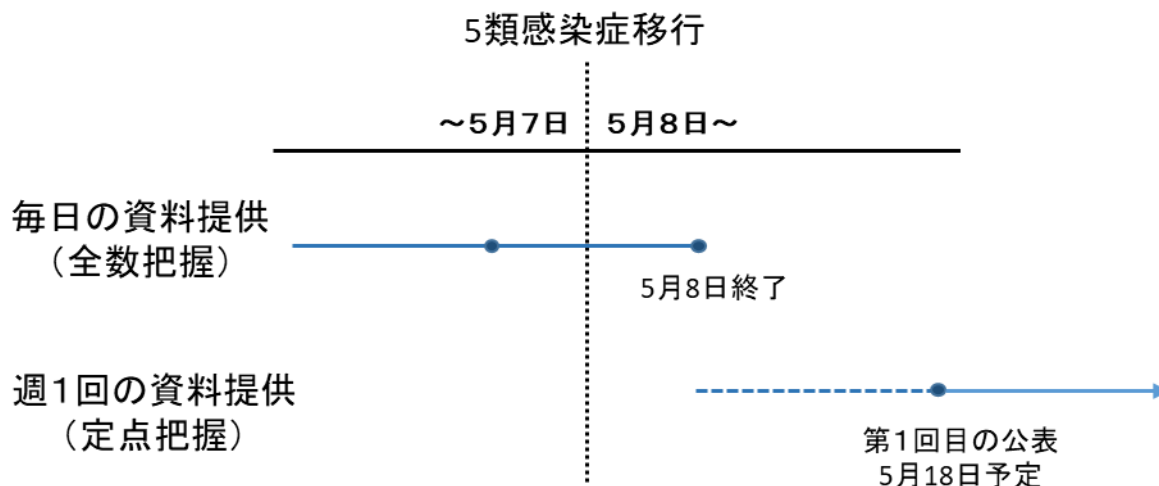 5類感染症移行
～5月7日 5月8日～
毎日の資料提供
（全数把握）
5月8日終了
週1回の資料提供
（定点把握）
第1回目の公表
5月18日予定